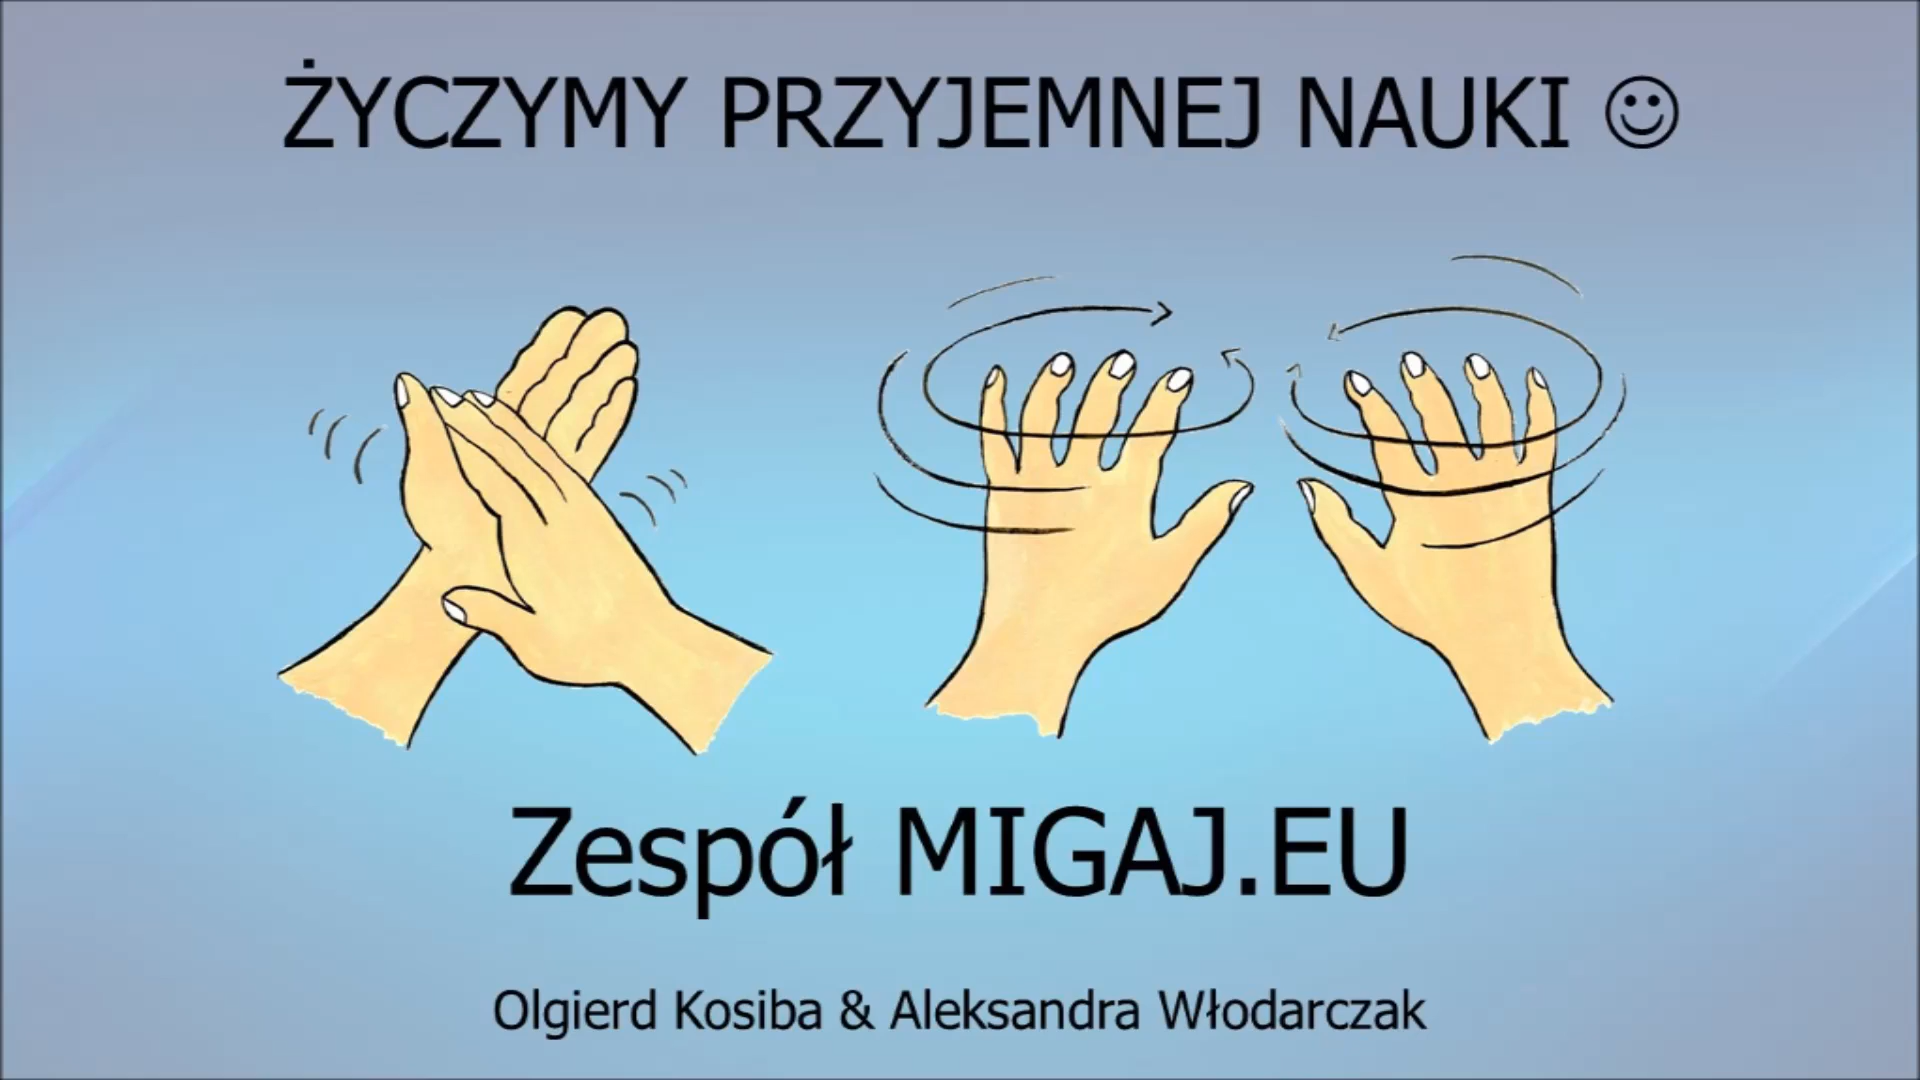 ŻYCZYMY PRZYJEMNEJ NAUKI ☺
Zespół MIGAJ.EU
Olgierd Kosiba & Aleksandra Włodarczak